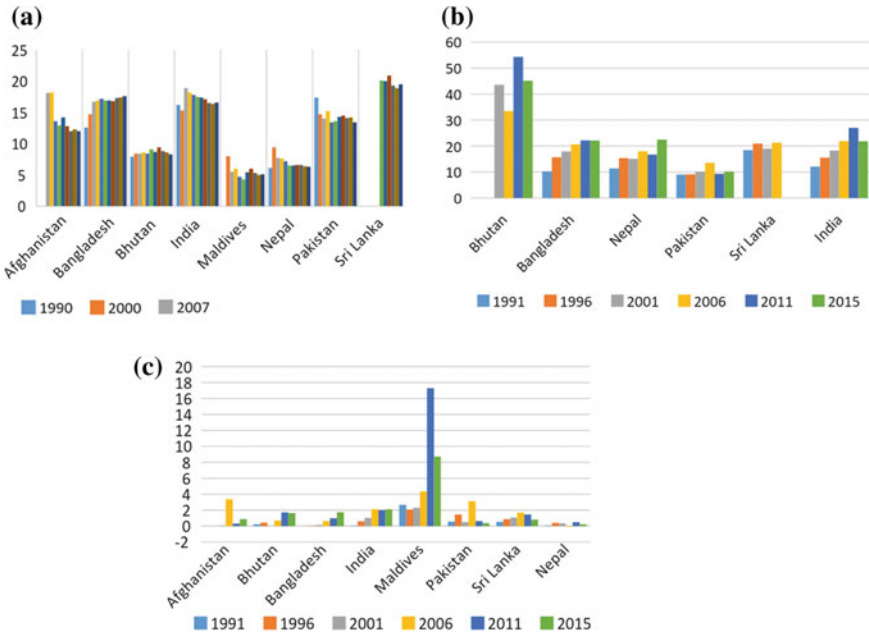 (a)
25
20
15
10
5
0
Afghanistan
Bangladesh
Bhutan
India
Maldives
Nepal
Pakistan
Sri Lanka
1990 2000 2007
(b)
60
50
40
30
20
10
0
Bhutan
Bangladesh
Nepal
Pakistan
Sri Lanka
India
1991 1996 2001 2006 2011 2015
(c)
20
18
16
14
12
10
8
6
4
2
0
-2
Afghanistan
Bhutan
Bangladesh
India
Maldives
Pakistan
Sri Lanka
Nepal
1991 1996 2001 2006 2011 2015